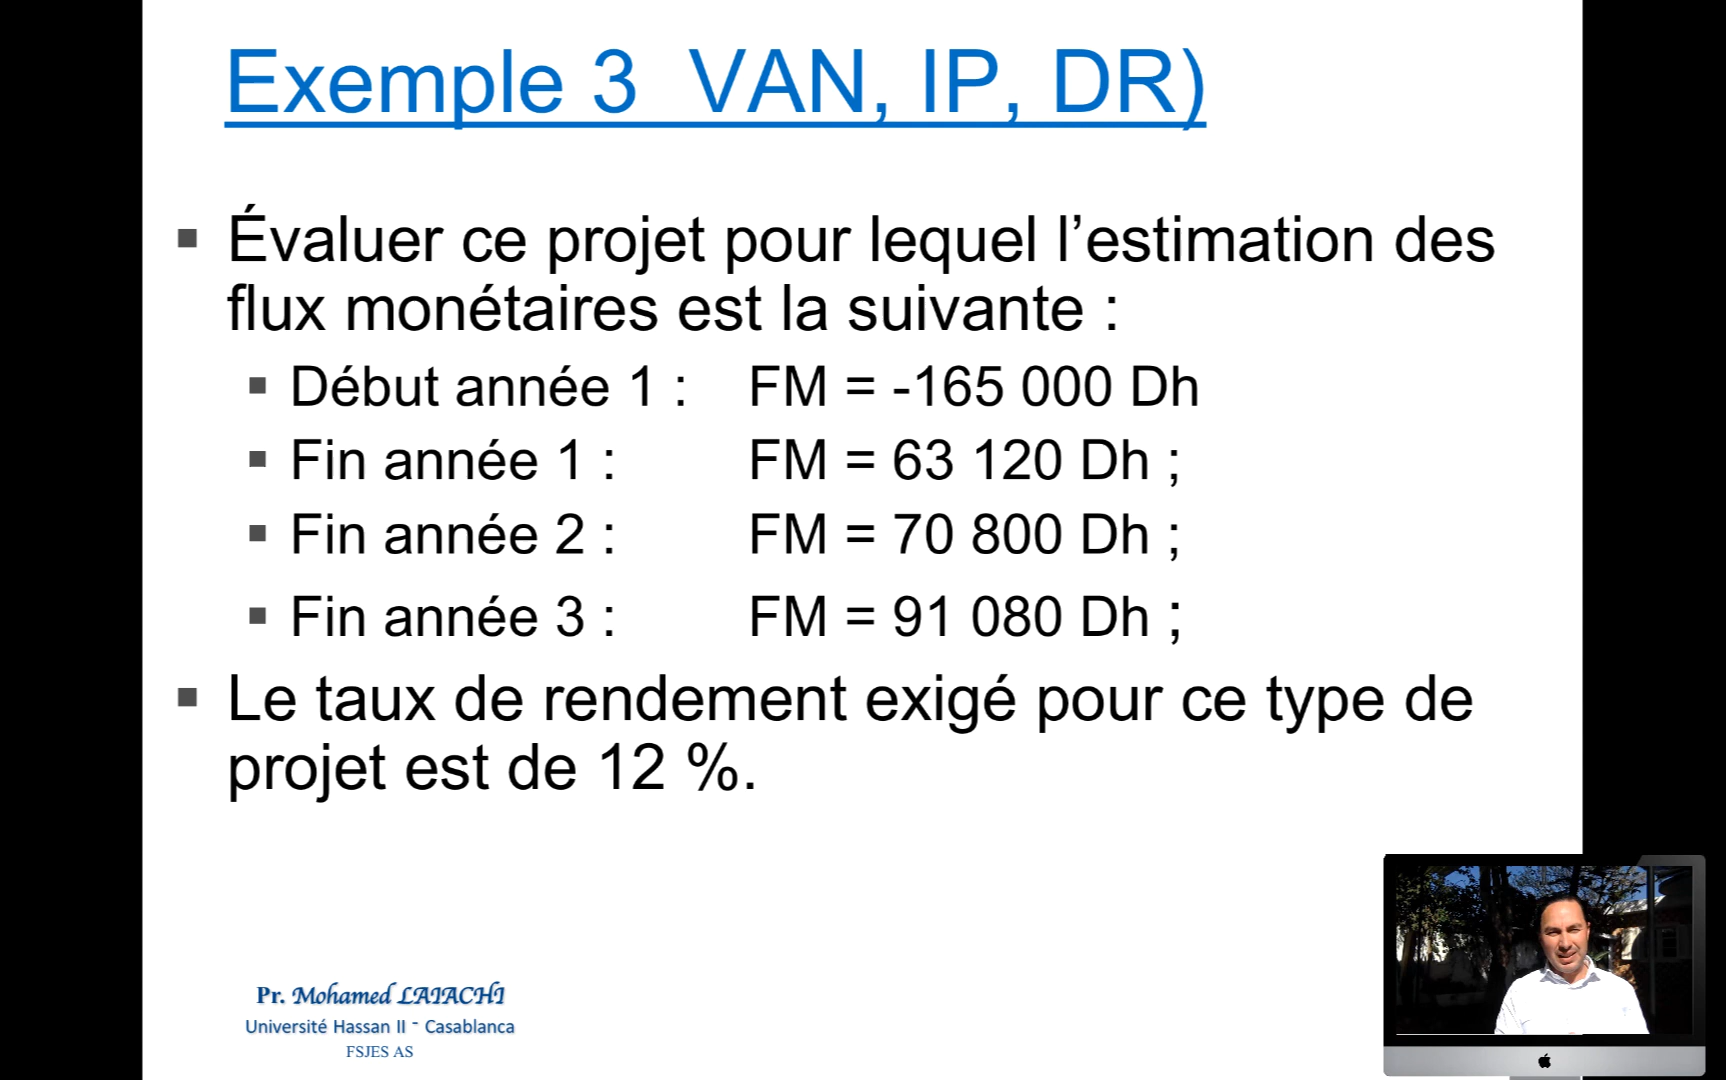 Exemple 3  VAN, IP, DR)
▪ Évaluer ce projet pour lequel l’estimation des
flux monétaires est la suivante :
▪ Début année 1 : FM = -165 000 Dh
▪ Fin année 1 : FM = 63 120 Dh ;
▪ Fin année 2 : FM = 70 800 Dh ;
▪ Fin année 3 : FM = 91 080 Dh ;
▪ Le taux de rendement exigé pour ce type de
projet est de 12 %.
Pr. Mohamed LAIACHI
Université Hassan II - Casablanca
FSJES AS